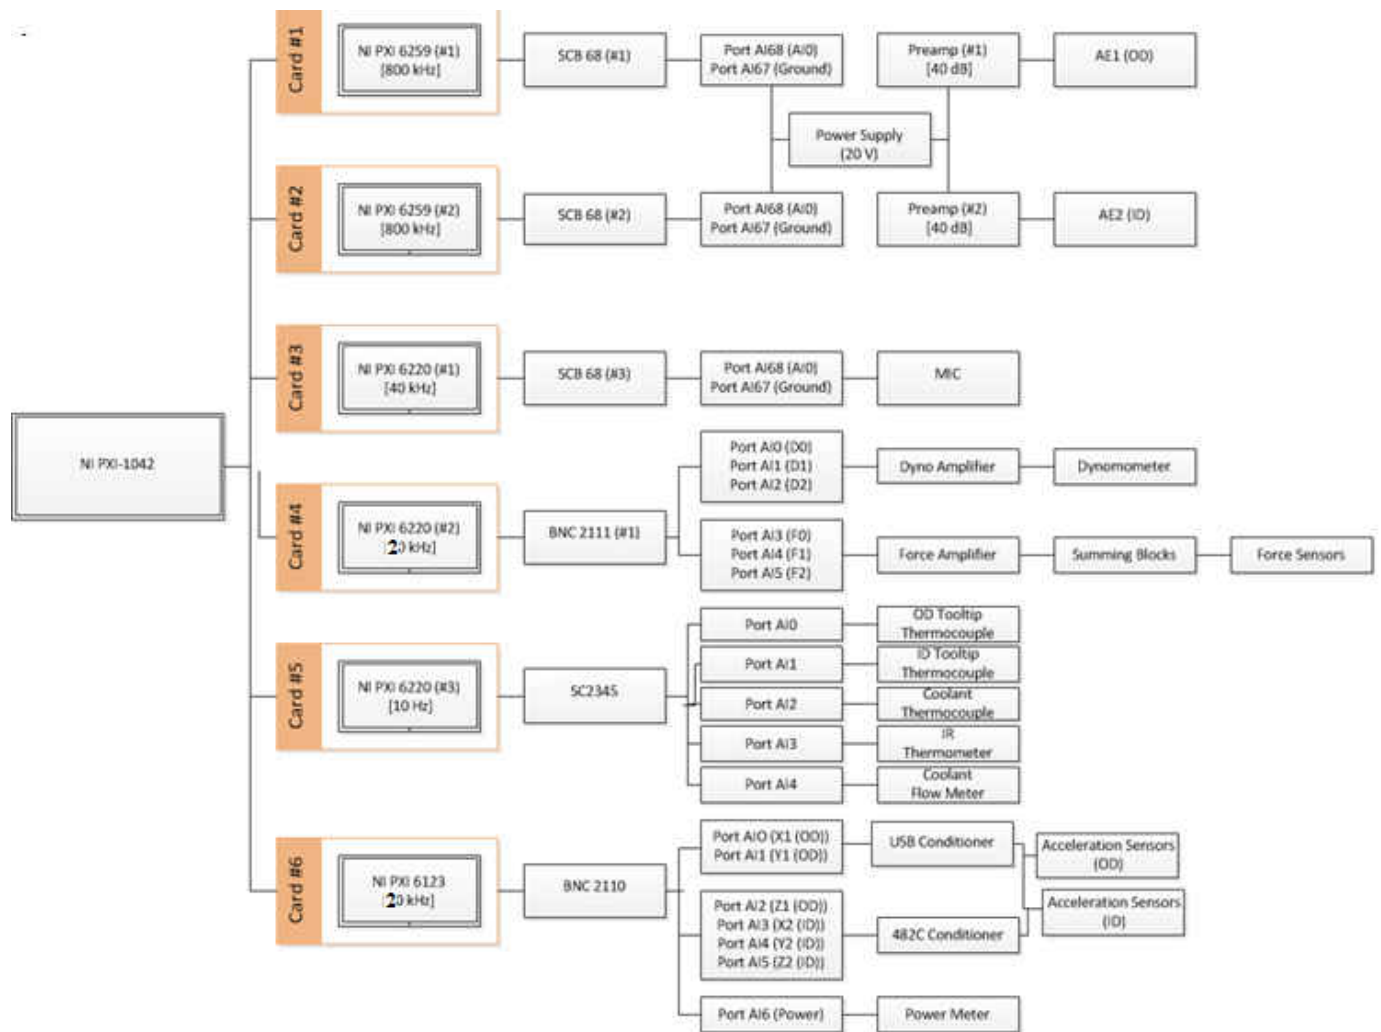 Card #1
NI PXI 6259 (#1)
[800 kHz]
SCB 68 (#1)
Port AI68 (AI0)
Port AI67 (Ground)
Preamp (#1)
[40 dB]
AE1 (OD)
Power Supply
(20 V)
Card #2
NI PXI 6259 (#2)
[800 kHz]
SCB 68 (#2)
Port AI68 (AI0)
Port AI67 (Ground)
Preamp (#2)
[40 dB]
AE2 (ID)
Card #3
NI PXI 6220 (#1)
[40 kHz]
SCB 68 (#3)
Port AI68 (AI0)
Port AI67 (Ground)
MIC
NI PXI-1042
Card #4
NI PXI 6220 (#2)
[20 kHz]
BNC 2111 (#1)
Port AI0 (D0)
Port AI1 (D1)
Port AI2 (D2)
Dyno Amplifier
Dynomometer
Port AI3 (F0)
Port AI4 (F1)
Port AI5 (F2)
Force Amplifier
Summing Blocks
Force Sensors
Card #5
NI PXI 6220 (#3)
[10 Hz]
SC2345
Port AI0
OD Tooltip
Thermocouple
Port AI1
ID Tooltip
Thermocouple
Port AI2
Coolant
Thermocouple
Port AI3
IR
Thermometer
Port AI4
Coolant
Flow Meter
Card #6
NI PXI 6123
[20 kHz]
BNC 2110
Port AIO (X1 (OD))
Port AI1 (Y1 (OD))
USB Conditioner
Acceleration Sensors
(OD)
Port AI2 (Z1 (OD))
Port AI3 (X2 (ID))
Port AI4 (Y2 (ID))
Port AI5 (Z2 (ID))
482C Conditioner
Acceleration Sensors
(ID)
Port AI6 (Power)
Power Meter